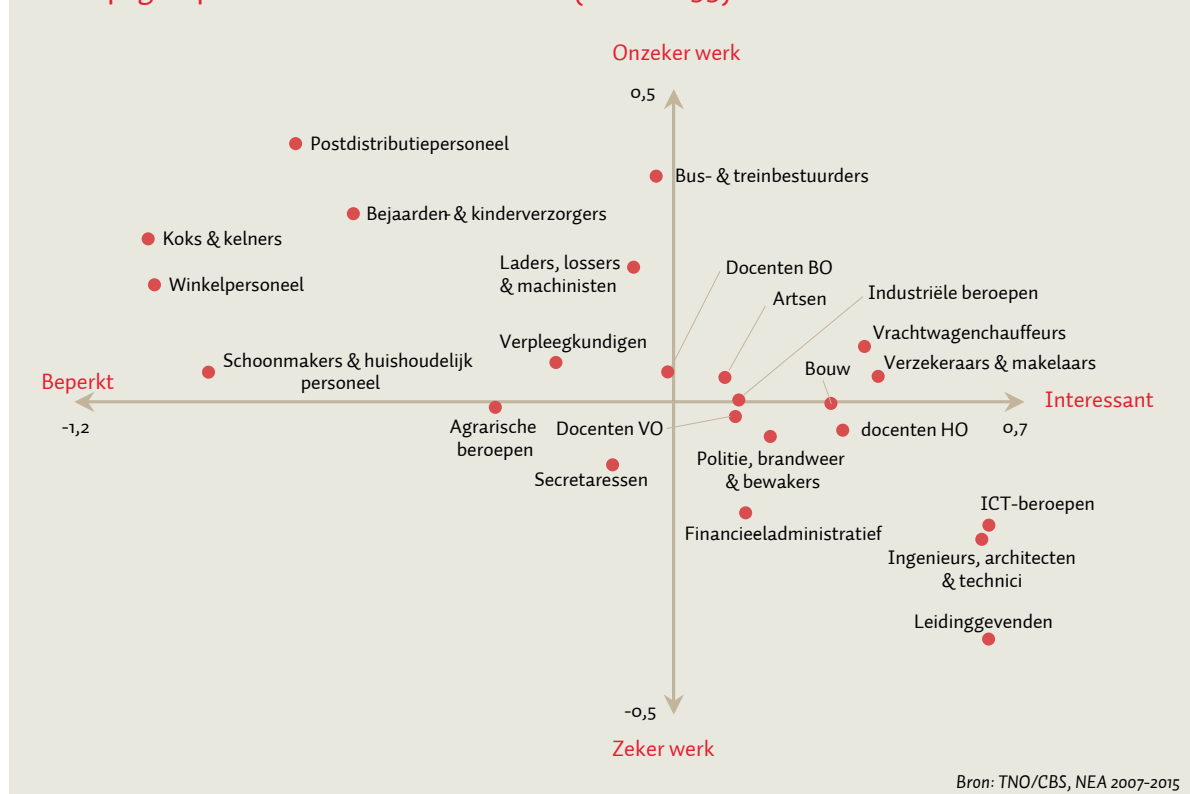 Onzeker werk
0,5
Postdistributiepersoneel
Bus- & treinbestuurders
Bejaarden- & kinderverzorgers
Koks & kelners
Laders, lossers
& machinisten
Docenten BO
Winkelpersoneel
Artsen
Industriële beroepen
Vrachtwagenchauffeurs
Verpleegkundigen
Schoonmakers & huishoudelijk
personeel
Verzekeraars & makelaars
Bouw
Beperkt
Interessant
-1,2
Agrarische
beroepen
Docenten VO
docenten HO
0,7
Politie, brandweer
& bewakers
Secretaressen
ICT-beroepen
Financieeladministratief
Ingenieurs, architecten
& technici
Leidinggevenden
-0,5
Zeker werk
Bron: TNO/CBS, NEA 2007-2015